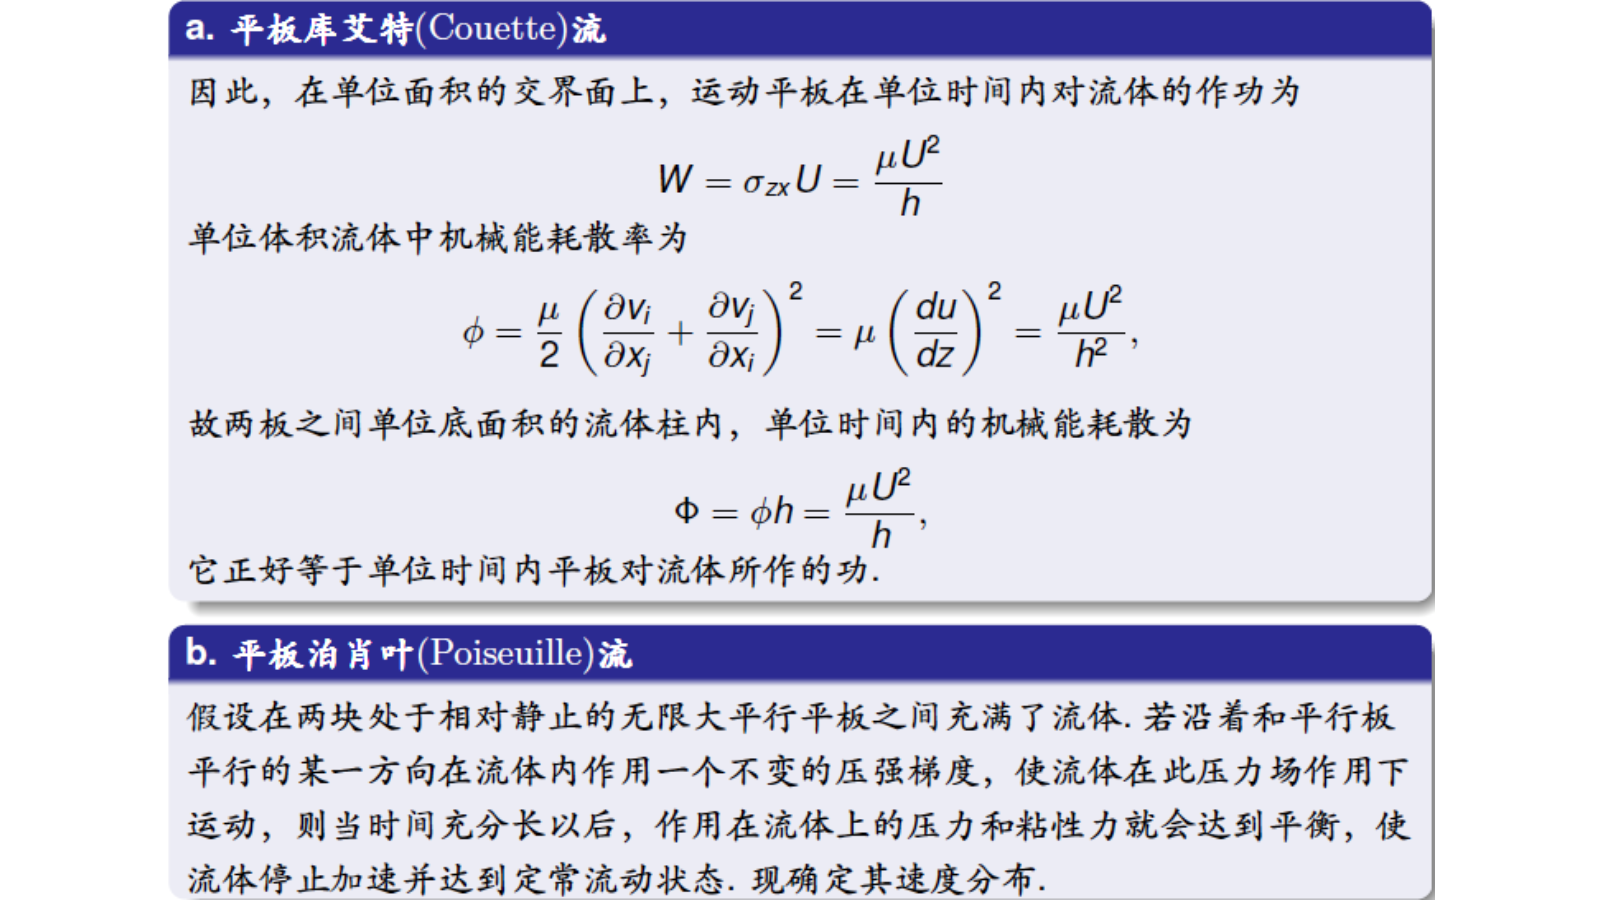 a. 平板库艾特(Couette)流
因此，在单位面积的交界面上，运动平板在单位时间内对流体的作功为
W = σ_{zx} U = \frac{μU^2}{h}
单位体积流体中机械能耗散率为
ϕ = \frac{μ}{2} \left( \frac{∂v_i}{∂x_j} + \frac{∂v_j}{∂x_i} \right)^2 = μ \left( \frac{du}{dz} \right)^2 = \frac{μU^2}{h^2},
故两板之间单位底面积的流体柱内，单位时间内的机械能耗散为
Φ = ϕh = \frac{μU^2}{h},
它正好等于单位时间内平板对流体所作的功.
b. 平板泊肖叶(Poiseuille)流
假设在两块处于相对静止的无限大平行平板之间充满了流体. 若沿着和平行板
平行的某一方向在流体内作用一个不变的压强梯度，使流体在此压力场作用下
运动，则当时间充分长以后，作用在流体上的压力和粘性力就会达到平衡，使
流体停止加速并达到定常流动状态. 现确定其速度分布.